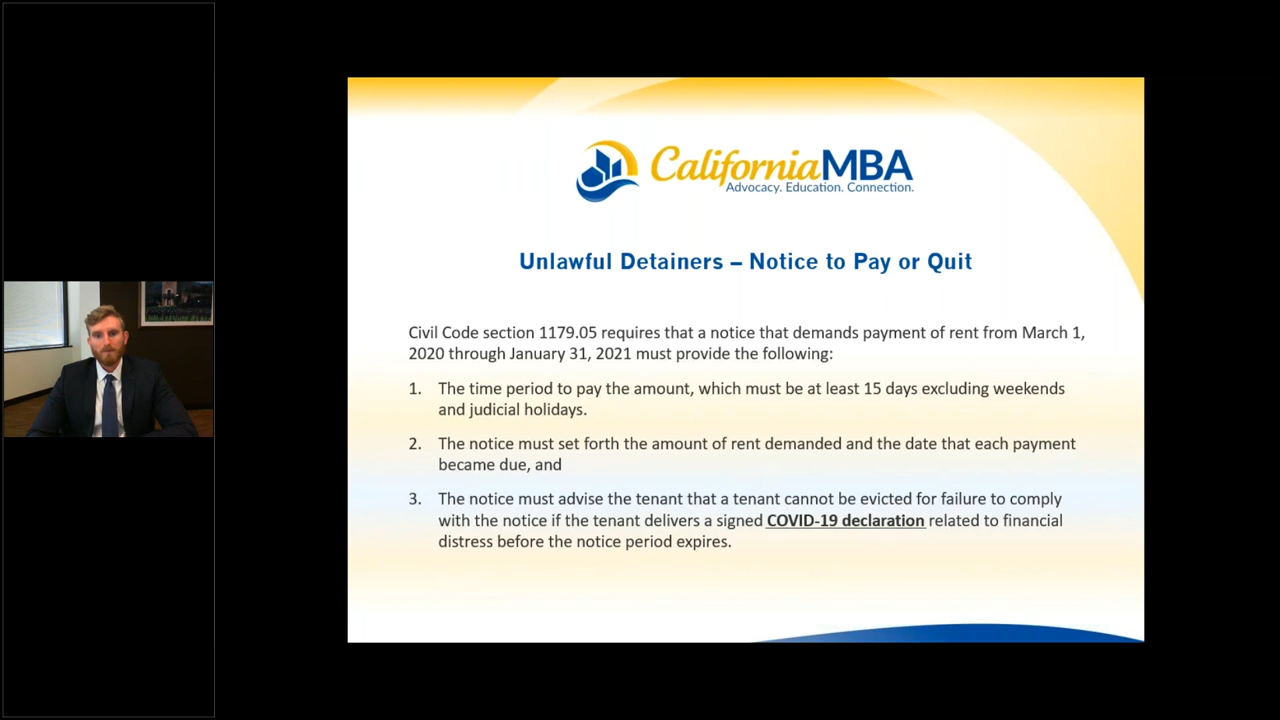 CaliforniaMBA
Advocacy. Education. Connection.
Unlawful Detainers – Notice to Pay or Quit
Civil Code section 1179.05 requires that a notice that demands payment of rent from March 1,
2020 through January 31, 2021 must provide the following:
1. The time period to pay the amount, which must be at least 15 days excluding weekends
and judicial holidays.
2. The notice must set forth the amount of rent demanded and the date that each payment
became due, and
3. The notice must advise the tenant that a tenant cannot be evicted for failure to comply
with the notice if the tenant delivers a signed COVID-19 declaration related to financial
distress before the notice period expires.